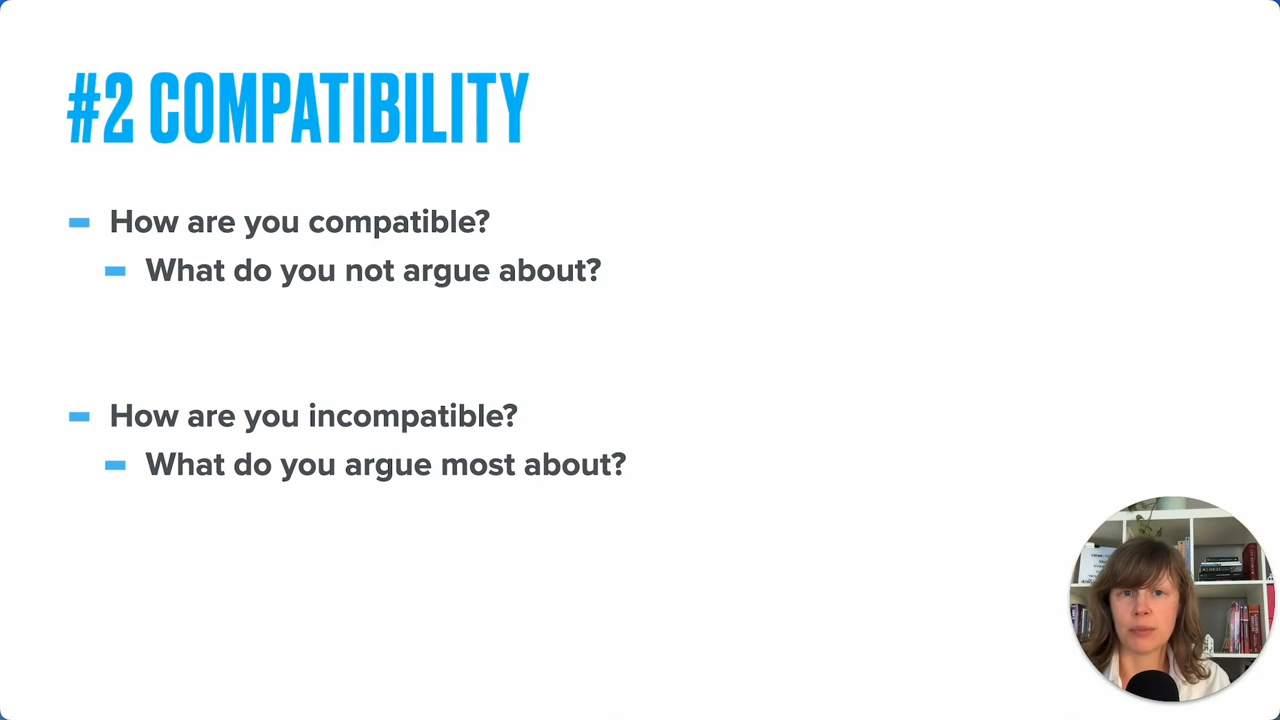 #2 COMPATIBILITY
How are you compatible?
What do you not argue about?
How are you incompatible?
What do you argue most about?